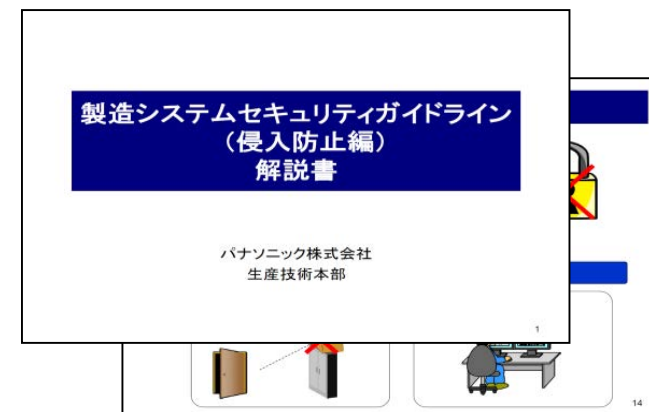 製造システムセキュリティガイドライン
（侵入防止編）
解説書
パナソニック株式会社
生産技術本部
1
14